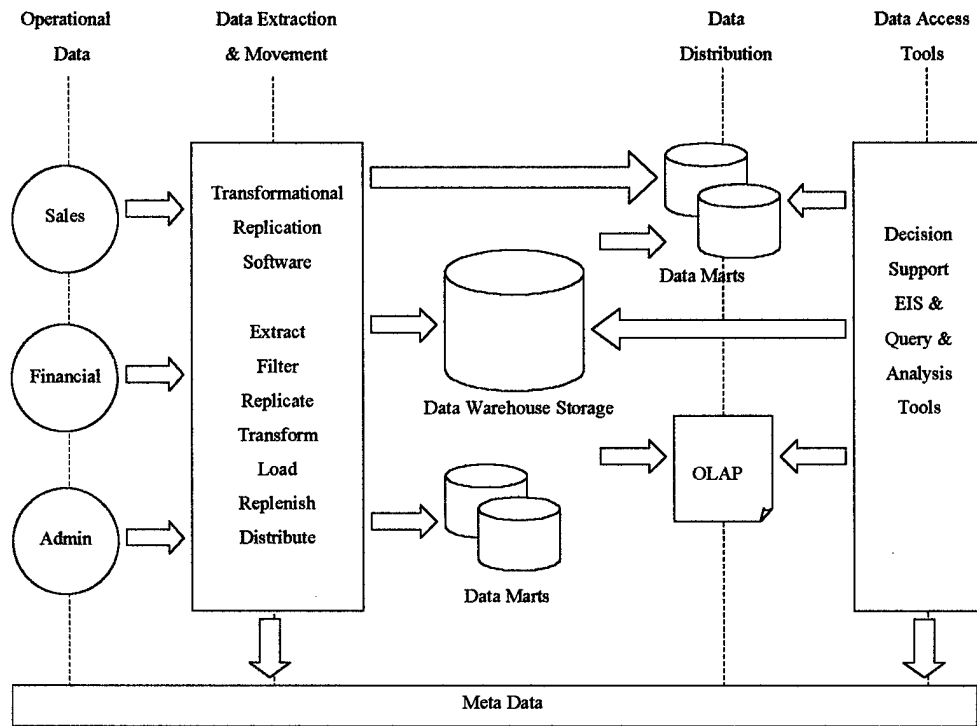 Operational
Data
Data Extraction
& Movement
Data
Distribution
Data Access
Tools
Sales
Financial
Admin
Transformational
Replication
Software
Extract
Filter
Replicate
Transform
Load
Replenish
Distribute
Data Marts
Data Warehouse Storage
OLAP
Data Marts
Decision
Support
EIS &
Query &
Analysis
Tools
Meta Data